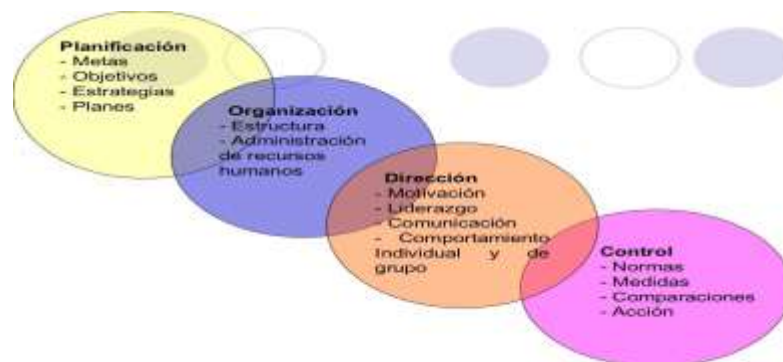 Planificación
- Metas
- Objetivos
- Estrategias
- Planes
Organización
- Estructura
- Administración
de recursos
humanos
Dirección
- Motivación
- Liderazgo
- Comunicación
- Comportamiento
Individual y de
grupo
Control
- Normas
- Medidas
- Comparaciones
- Acción